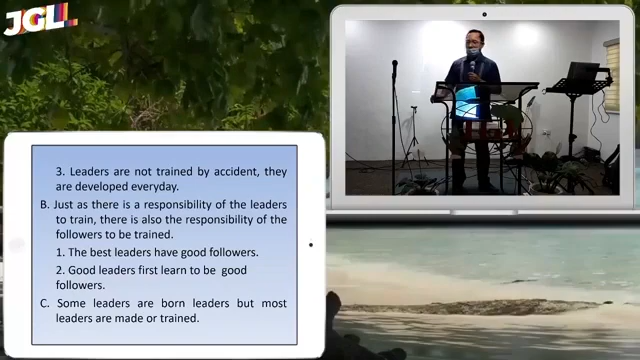 JGL
3. Leaders are not trained by accident, they
are developed everyday.
B. Just as there is a responsibility of the leaders
to train, there is also the responsibility of the
followers to be trained.
1. The best leaders have good followers.
2. Good leaders first learn to be good
followers.
C. Some leaders are born leaders but most
leaders are made or trained.